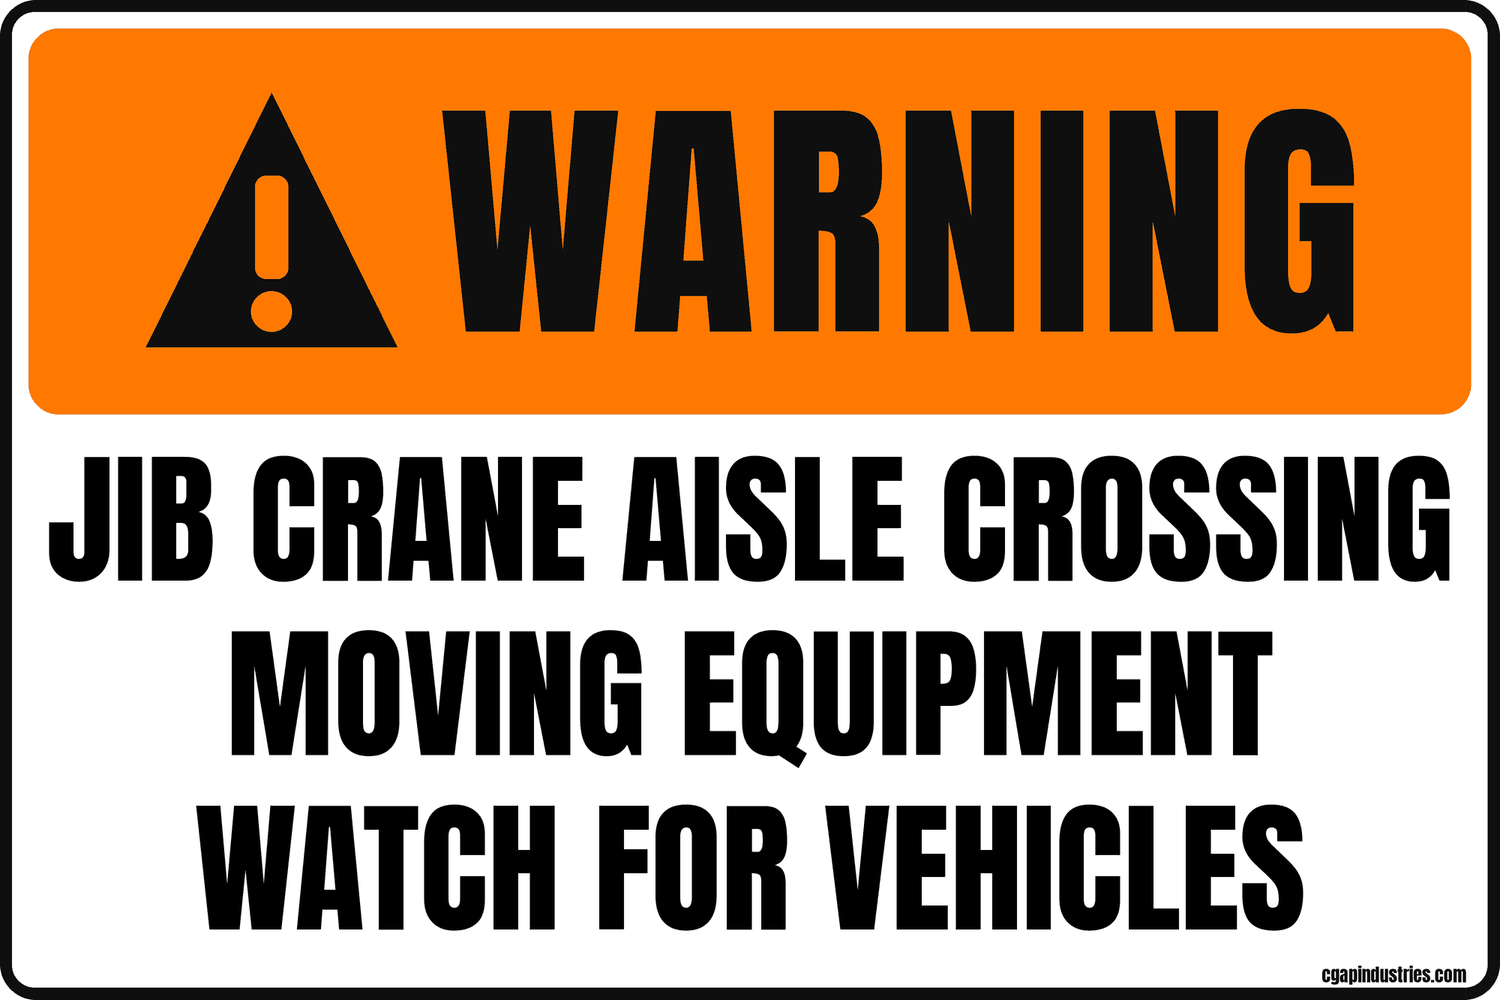 WARNING
JIB CRANE AISLE CROSSING
MOVING EQUIPMENT
WATCH FOR VEHICLES
cgapindustries.com